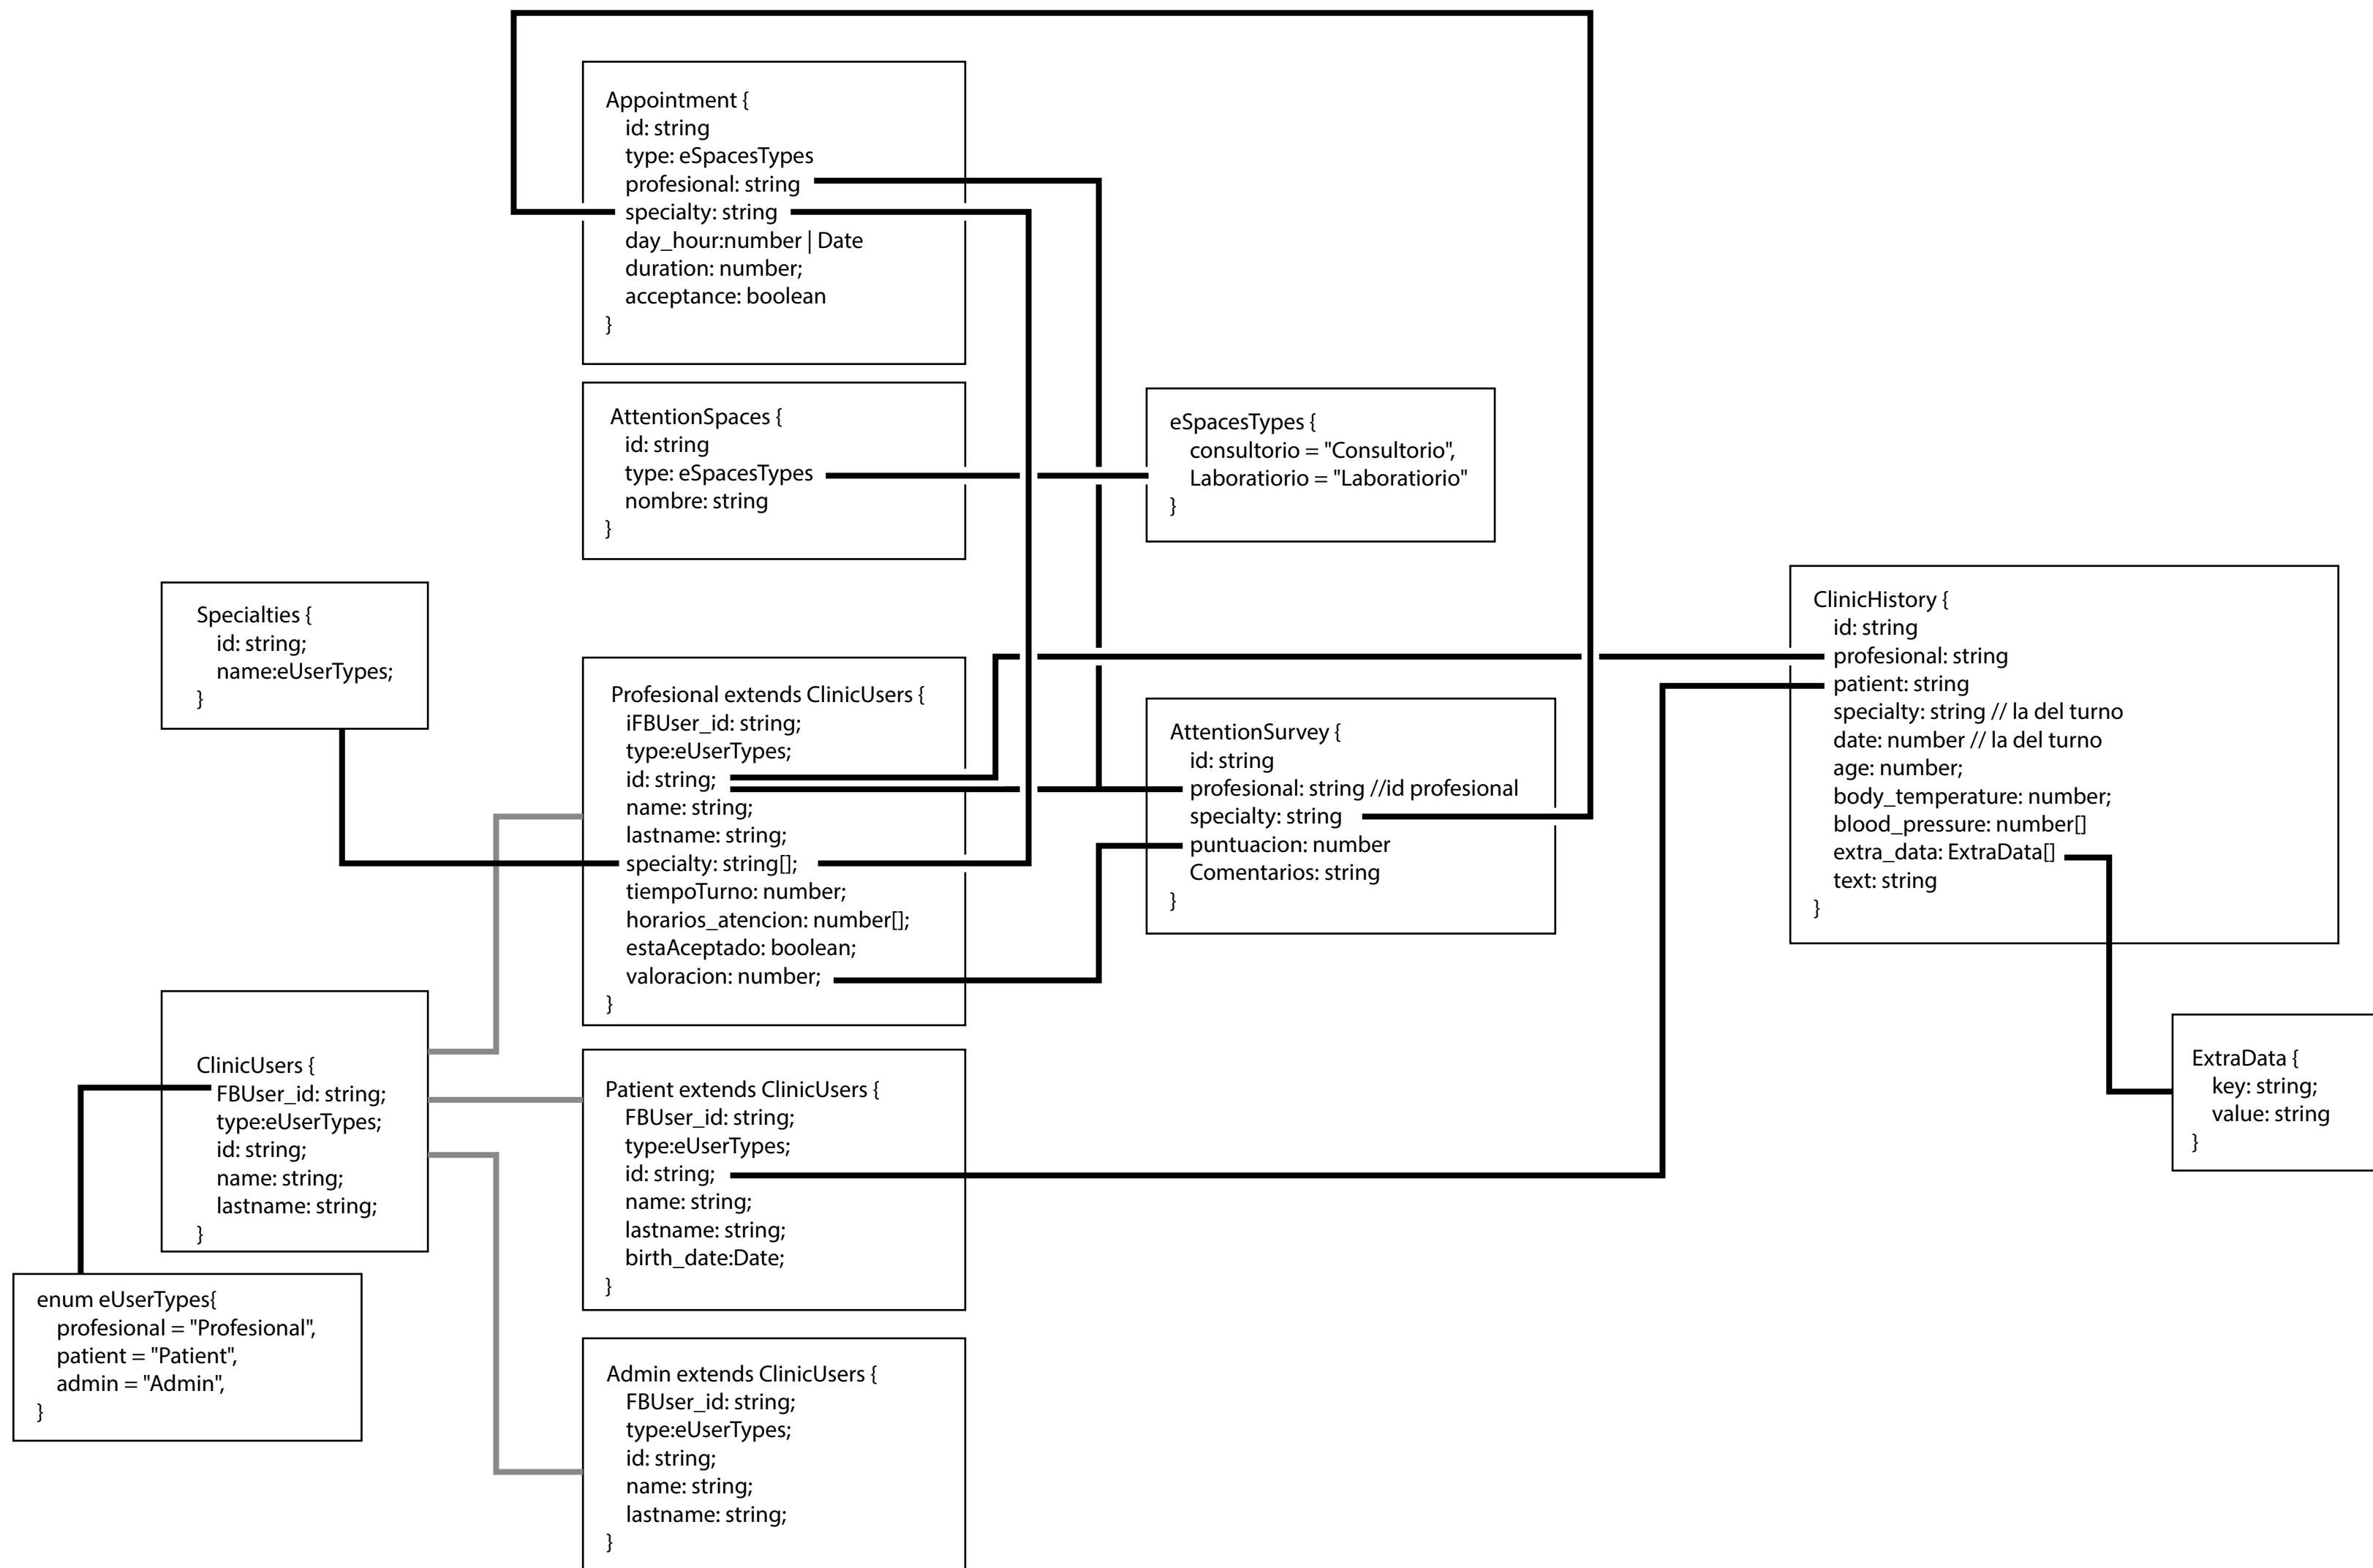 Appointment {
id: string
type: eSpacesTypes
profesional: string
specialty: string
day_hour:number | Date
duration: number;
acceptance: boolean
}
AttentionSpaces {
id: string
type: eSpacesTypes
nombre: string
}
eSpacesTypes {
consultorio = "Consultorio",
Laboratiorio = "Laboratiorio"
}
Specialties {
id: string;
name:eUserTypes;
}
Profesional extends ClinicUsers {
iFBUser_id: string;
type:eUserTypes;
id: string;
name: string;
lastname: string;
specialty: string[];
tiempoTurno: number;
horarios_atencion: number[];
estaAceptado: boolean;
valoracion: number;
}
AttentionSurvey {
id: string
profesional: string //id profesional
specialty: string
puntuacion: number
Comentarios: string
}
ClinicHistory {
id: string
profesional: string
patient: string
specialty: string // la del turno
date: number // la del turno
age: number;
body_temperature: number;
blood_pressure: number[]
extra_data: ExtraData[]
text: string
}
ExtraData {
key: string;
value: string
}
ClinicUsers {
FBUser_id: string;
type:eUserTypes;
id: string;
name: string;
lastname: string;
}
Patient extends ClinicUsers {
FBUser_id: string;
type:eUserTypes;
id: string;
name: string;
lastname: string;
birth_date:Date;
}
enum eUserTypes{
profesional = "Profesional",
patient = "Patient",
admin = "Admin",
}
Admin extends ClinicUsers {
FBUser_id: string;
type:eUserTypes;
id: string;
name: string;
lastname: string;
}